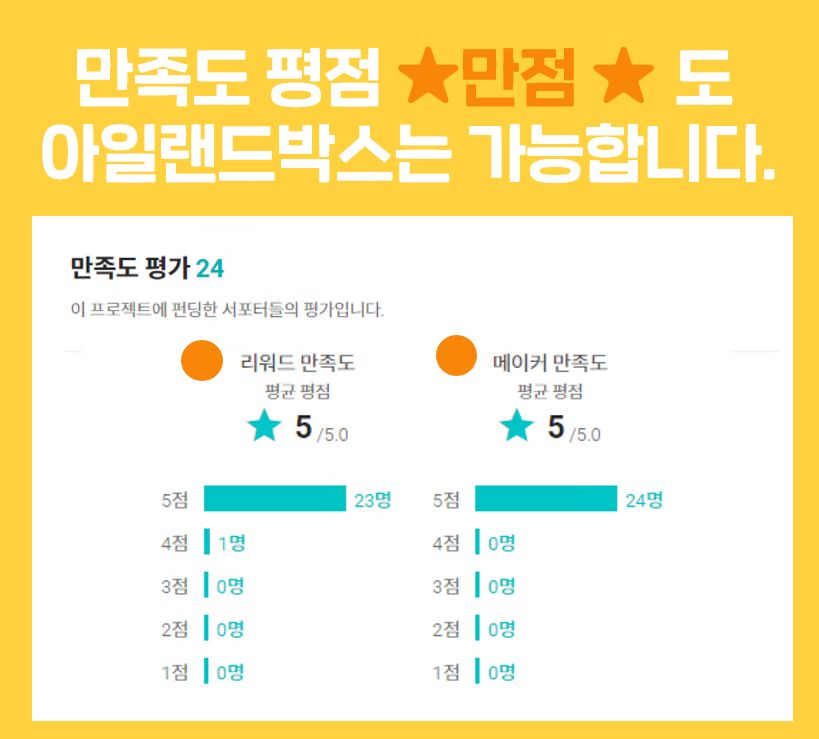 만족도 평점 ★만점 ★ 도
아일랜드박스는 가능합니다.
만족도 평가 24
이 프로젝트에 펀딩한 서포터들의 평가입니다.
리워드 만족도
평균 평점
★ 5 /5.0
5점 23명
4점 1명
3점 0명
2점 0명
1점 0명
메이커 만족도
평균 평점
★ 5 /5.0
5점 24명
4점 0명
3점 0명
2점 0명
1점 0명